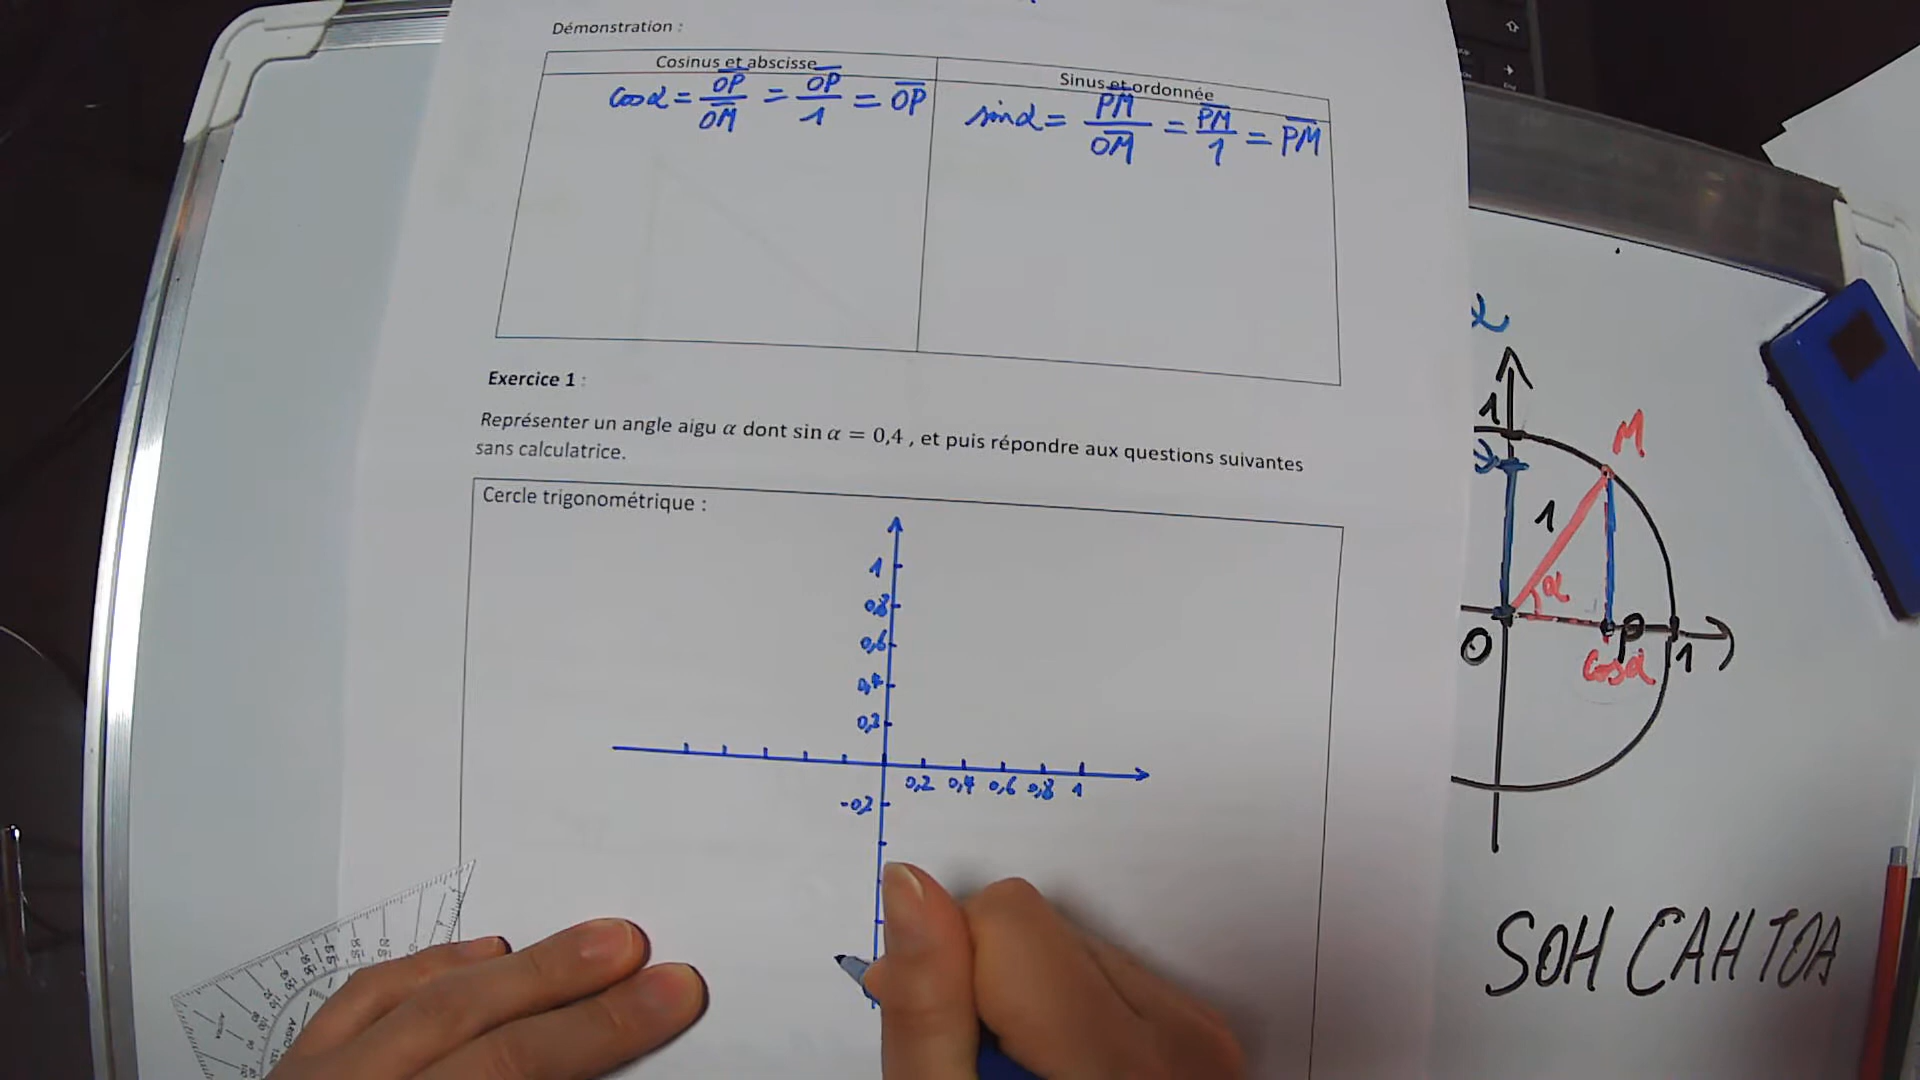 Démonstration :
Cosinus et abscisse
Sinus et ordonnée
cos α = OP/OM = OP/1 = OP
sin α = PM/OM = PM/1 = PM
Exercice 1 :
Représenter un angle aigu α dont sin α = 0,4 , et puis répondre aux questions suivantes
sans calculatrice.
Cercle trigonométrique :
1
0,8
0,6
0,4
0,2
0,2 0,4 0,6 0,8 1
-0,2
α
1
M
1
α
O
P
1
cos α
SOH CAH TOA